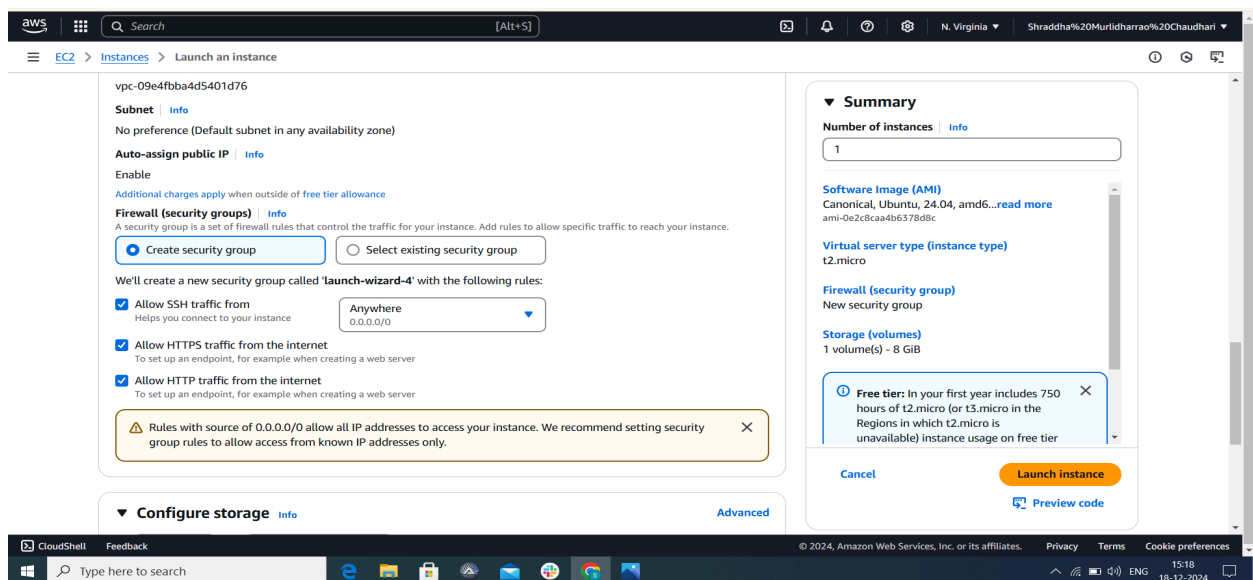 aws
Search [Alt+S]
N. Virginia
Shraddha%20Murlidharrao%20Chaudhari
EC2 > Instances > Launch an instance
vpc-09e4fbba4d5401d76
Subnet Info
No preference (Default subnet in any availability zone)
Auto-assign public IP Info
Enable
Additional charges apply when outside of free tier allowance
Firewall (security groups) Info
A security group is a set of firewall rules that control the traffic for your instance. Add rules to allow specific traffic to reach your instance.
Create security group
Select existing security group
We'll create a new security group called 'launch-wizard-4' with the following rules:
Allow SSH traffic from
Helps you connect to your instance
Anywhere
0.0.0.0/0
Allow HTTPS traffic from the internet
To set up an endpoint, for example when creating a web server
Allow HTTP traffic from the internet
To set up an endpoint, for example when creating a web server
Rules with source of 0.0.0.0/0 allow all IP addresses to access your instance. We recommend setting security
group rules to allow access from known IP addresses only.
Configure storage Info
Advanced
Summary
Number of instances Info
1
Software Image (AMI)
Canonical, Ubuntu, 24.04, amd6...read more
ami-0e2c8caa4b6378d8c
Virtual server type (instance type)
t2.micro
Firewall (security group)
New security group
Storage (volumes)
1 volume(s) - 8 GiB
Free tier: In your first year includes 750
hours of t2.micro (or t3.micro in the
Regions in which t2.micro is
unavailable) instance usage on free tier
Cancel
Launch instance
Preview code
CloudShell Feedback
© 2024, Amazon Web Services, Inc. or its affiliates. Privacy Terms Cookie preferences
Type here to search
ENG
15:18
18-12-2024